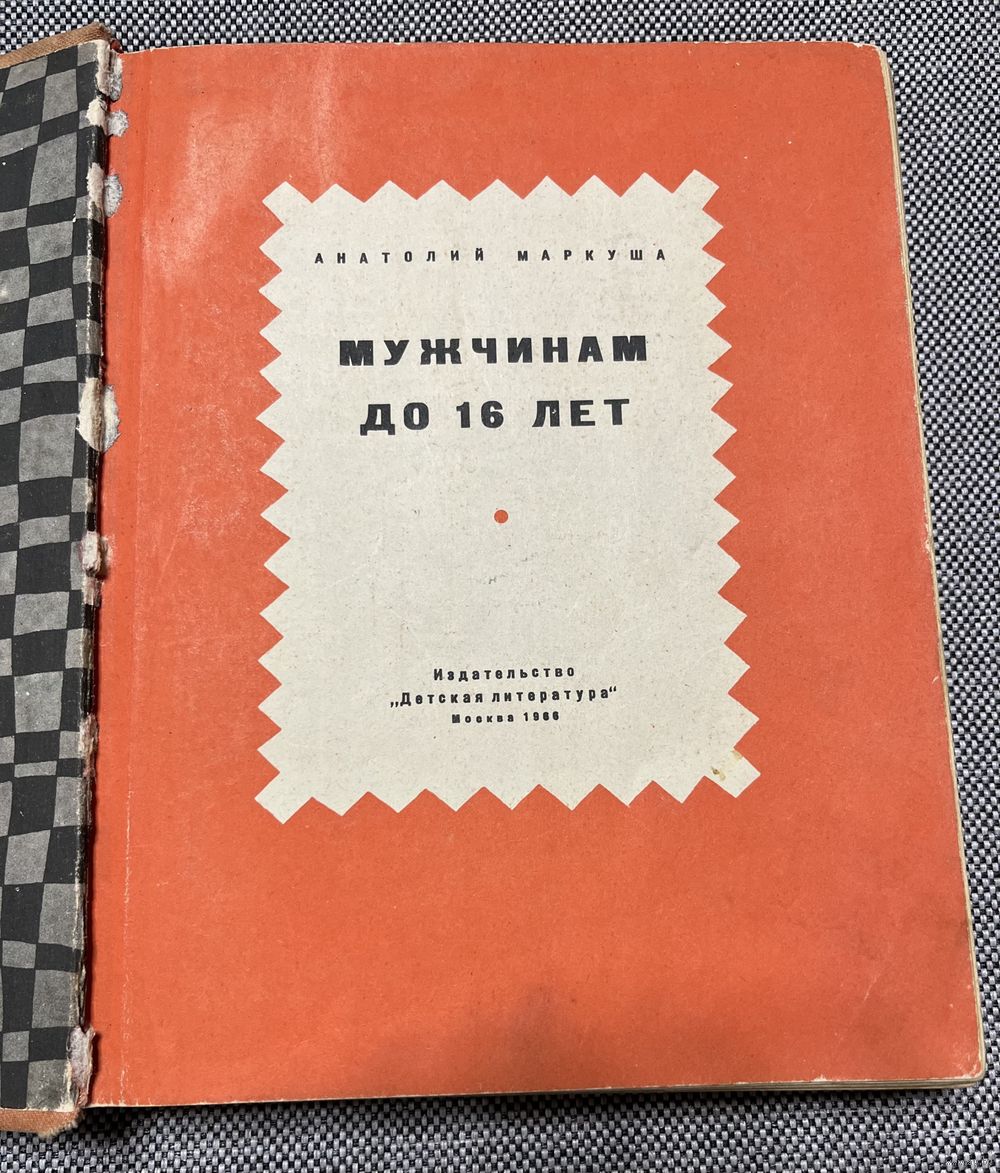 АНАТОЛИЙ МАРКУША
МУЖЧИНАМ
ДО 16 ЛЕТ
Издательство
„Детская литература“
Москва 1966